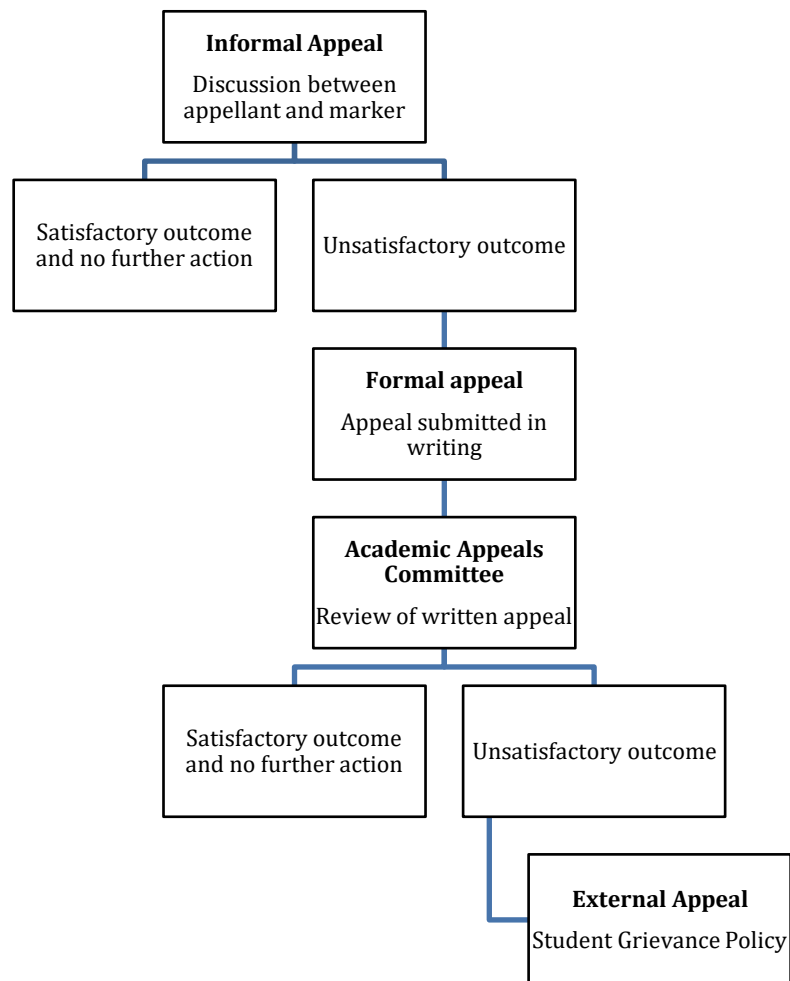 Informal Appeal
Discussion between
appellant and marker
Satisfactory outcome
and no further action
Unsatisfactory outcome
Formal appeal
Appeal submitted in
writing
Academic Appeals
Committee
Review of written appeal
Satisfactory outcome
and no further action
Unsatisfactory outcome
External Appeal
Student Grievance Policy